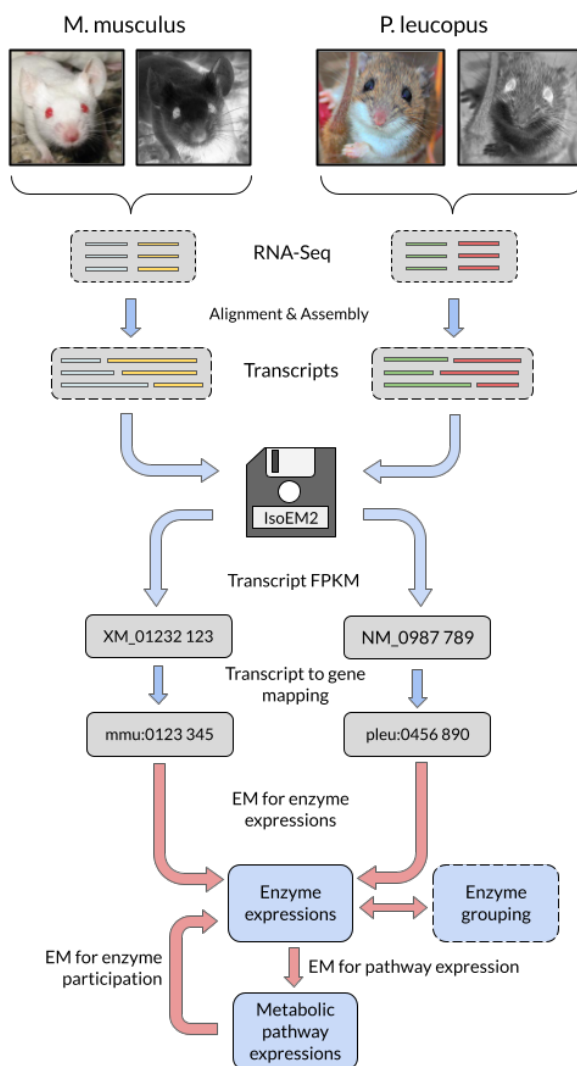 M. musculus
P. leucopus
RNA-Seq
Alignment & Assembly
Transcripts
IsoEM2
Transcript FPKM
XM_01232 123
NM_0987 789
Transcript to gene
mapping
mmu:0123 345
pleu:0456 890
EM for enzyme
expressions
Enzyme
expressions
Enzyme
grouping
EM for enzyme
participation
EM for pathway expression
Metabolic
pathway
expressions